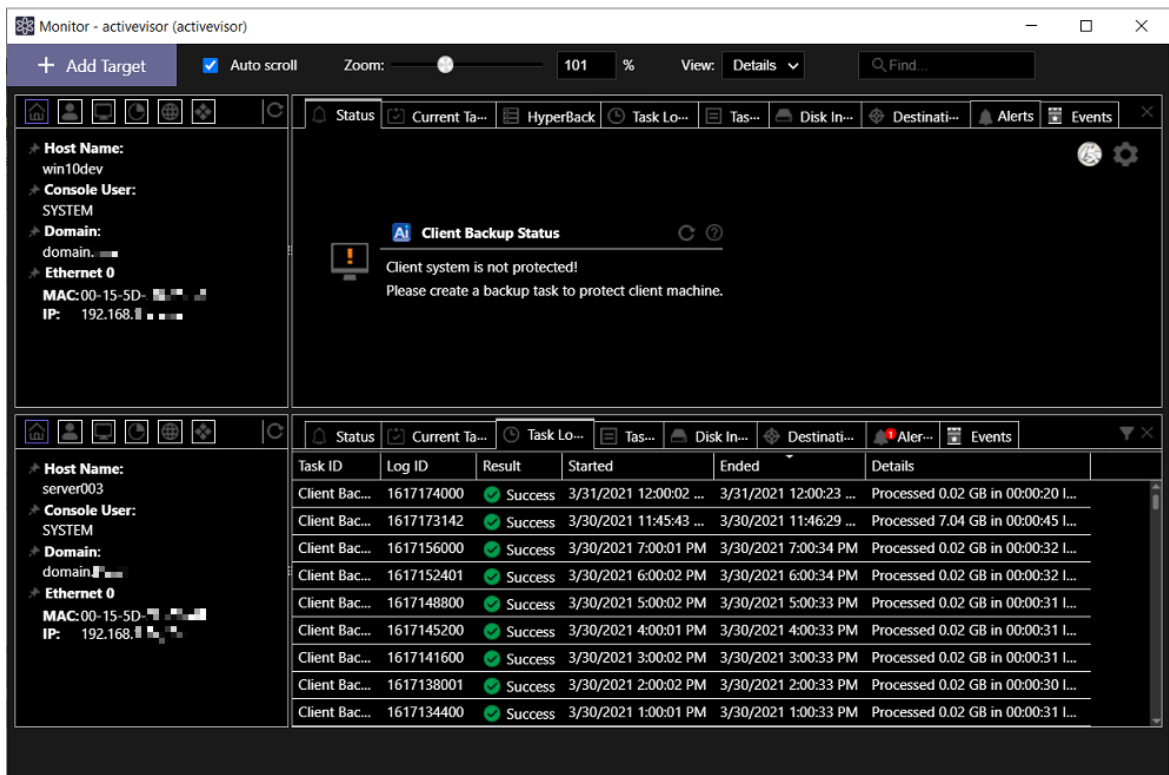 Monitor - activevisor (activevisor)
+ Add Target Auto scroll Zoom: 101 % View: Details Find...
Status Current Ta... HyperBack Task Lo... Tas... Disk In... Destinati... Alerts Events
Host Name:
win10dev
Console User:
SYSTEM
Domain:
domain.
Ethernet 0
MAC: 00-15-5D-
IP: 192.168.
Ai Client Backup Status
Client system is not protected!
Please create a backup task to protect client machine.
Status Current Ta... Task Lo... Tas... Disk In... Destinati... 1 Aler... Events
Host Name:
server003
Console User:
SYSTEM
Domain:
domain.
Ethernet 0
MAC: 00-15-5D-
IP: 192.168.
Task ID Log ID Result Started Ended Details
Client Bac... 1617174000 Success 3/31/2021 12:00:02 ... 3/31/2021 12:00:23 ... Processed 0.02 GB in 00:00:20 I...
Client Bac... 1617173142 Success 3/30/2021 11:45:43 ... 3/30/2021 11:46:29 ... Processed 7.04 GB in 00:00:45 I...
Client Bac... 1617156000 Success 3/30/2021 7:00:01 PM 3/30/2021 7:00:34 PM Processed 0.02 GB in 00:00:32 I...
Client Bac... 1617152401 Success 3/30/2021 6:00:02 PM 3/30/2021 6:00:34 PM Processed 0.02 GB in 00:00:32 I...
Client Bac... 1617148800 Success 3/30/2021 5:00:02 PM 3/30/2021 5:00:33 PM Processed 0.02 GB in 00:00:31 I...
Client Bac... 1617145200 Success 3/30/2021 4:00:01 PM 3/30/2021 4:00:33 PM Processed 0.02 GB in 00:00:31 I...
Client Bac... 1617141600 Success 3/30/2021 3:00:02 PM 3/30/2021 3:00:33 PM Processed 0.02 GB in 00:00:31 I...
Client Bac... 1617138001 Success 3/30/2021 2:00:02 PM 3/30/2021 2:00:33 PM Processed 0.02 GB in 00:00:30 I...
Client Bac... 1617134400 Success 3/30/2021 1:00:01 PM 3/30/2021 1:00:33 PM Processed 0.02 GB in 00:00:31 I...